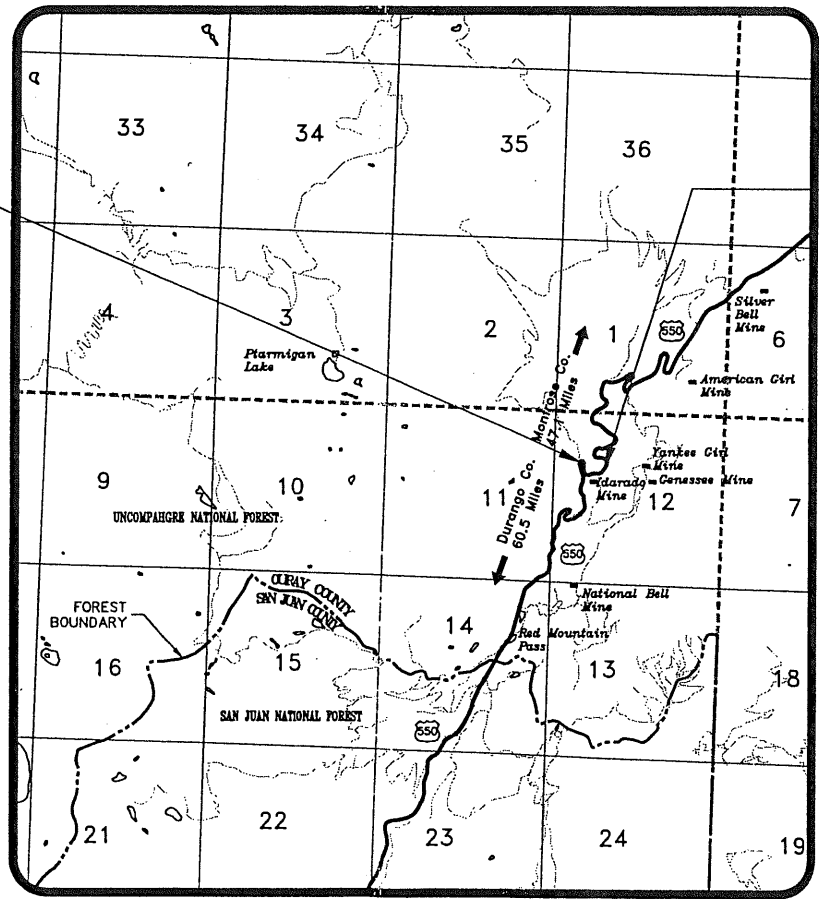 33
34
35
36
4
3
2
1
550
6
Silver
Bell
Mine
Piarmigan
Lake
American Girl
Mine
Montrose Co.
Miles
9
10
11
Durango Co.
60.5 Miles
Yankee Girl
Mine
Idarado
Mine
Genessee Mine
12
7
UNCOMPAHGRE NATIONAL FOREST
550
OURAY COUNTY
SAN JUAN COUNTY
National Bell
Mine
FOREST
BOUNDARY
14
Red Mountain
Pass
16
15
13
18
SAN JUAN NATIONAL FOREST
550
21
22
23
24
19